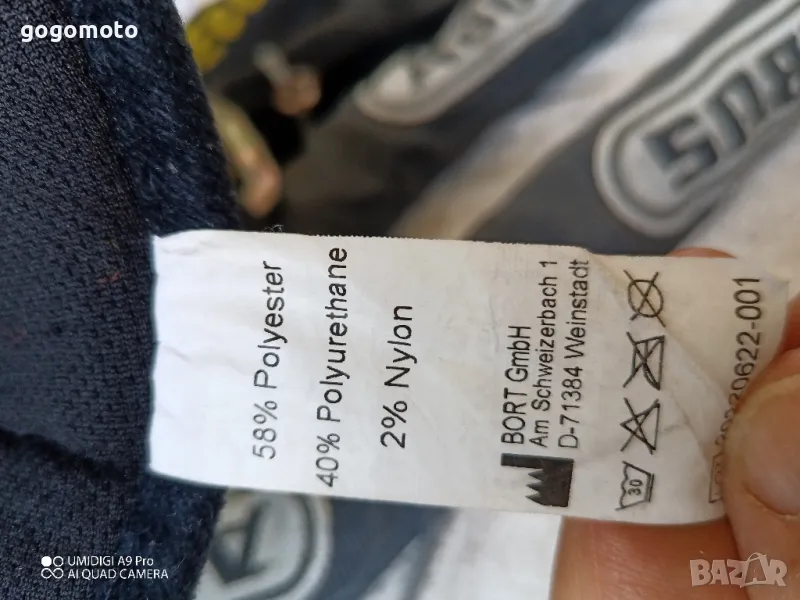 gogomoto
58% Polyester
40% Polyurethane
2% Nylon
BORT GmbH
Am Schweizerbach 1
D-71384 Weinstadt
30
UMIDIGI A9 Pro
AI QUAD CAMERA
BAZAR